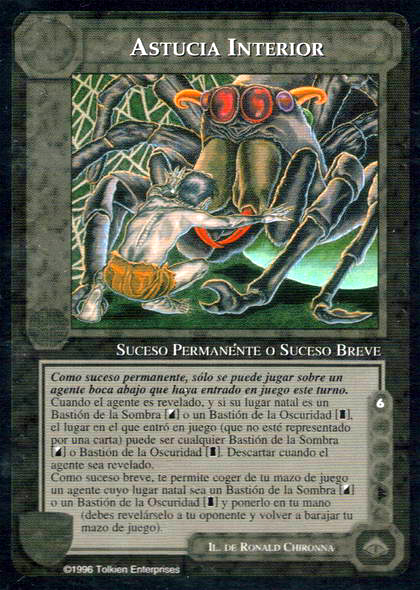 ASTUCIA INTERIOR
SUCESO PERMANENTE O SUCESO BREVE
Como suceso permanente, sólo se puede jugar sobre un
agente boca abajo que haya entrado en juego este turno.
Cuando el agente es revelado, y si su lugar natal es un
Bastión de la Sombra [] o un Bastión de la Oscuridad [],
el lugar en el que entró en juego (que no esté representado
por una carta) puede ser cualquier Bastión de la Sombra
[] o Bastión de la Oscuridad []. Descartar cuando el
agente sea revelado.
Como suceso breve, te permite coger de tu mazo de juego
un agente cuyo lugar natal sea un Bastión de la Sombra []
o un Bastión de la Oscuridad [] y ponerlo en tu mano
(debes revelárselo a tu oponente y volver a barajar tu
mazo de juego).
6
IL. DE RONALD CHIRONNA
©1996 Tolkien Enterprises